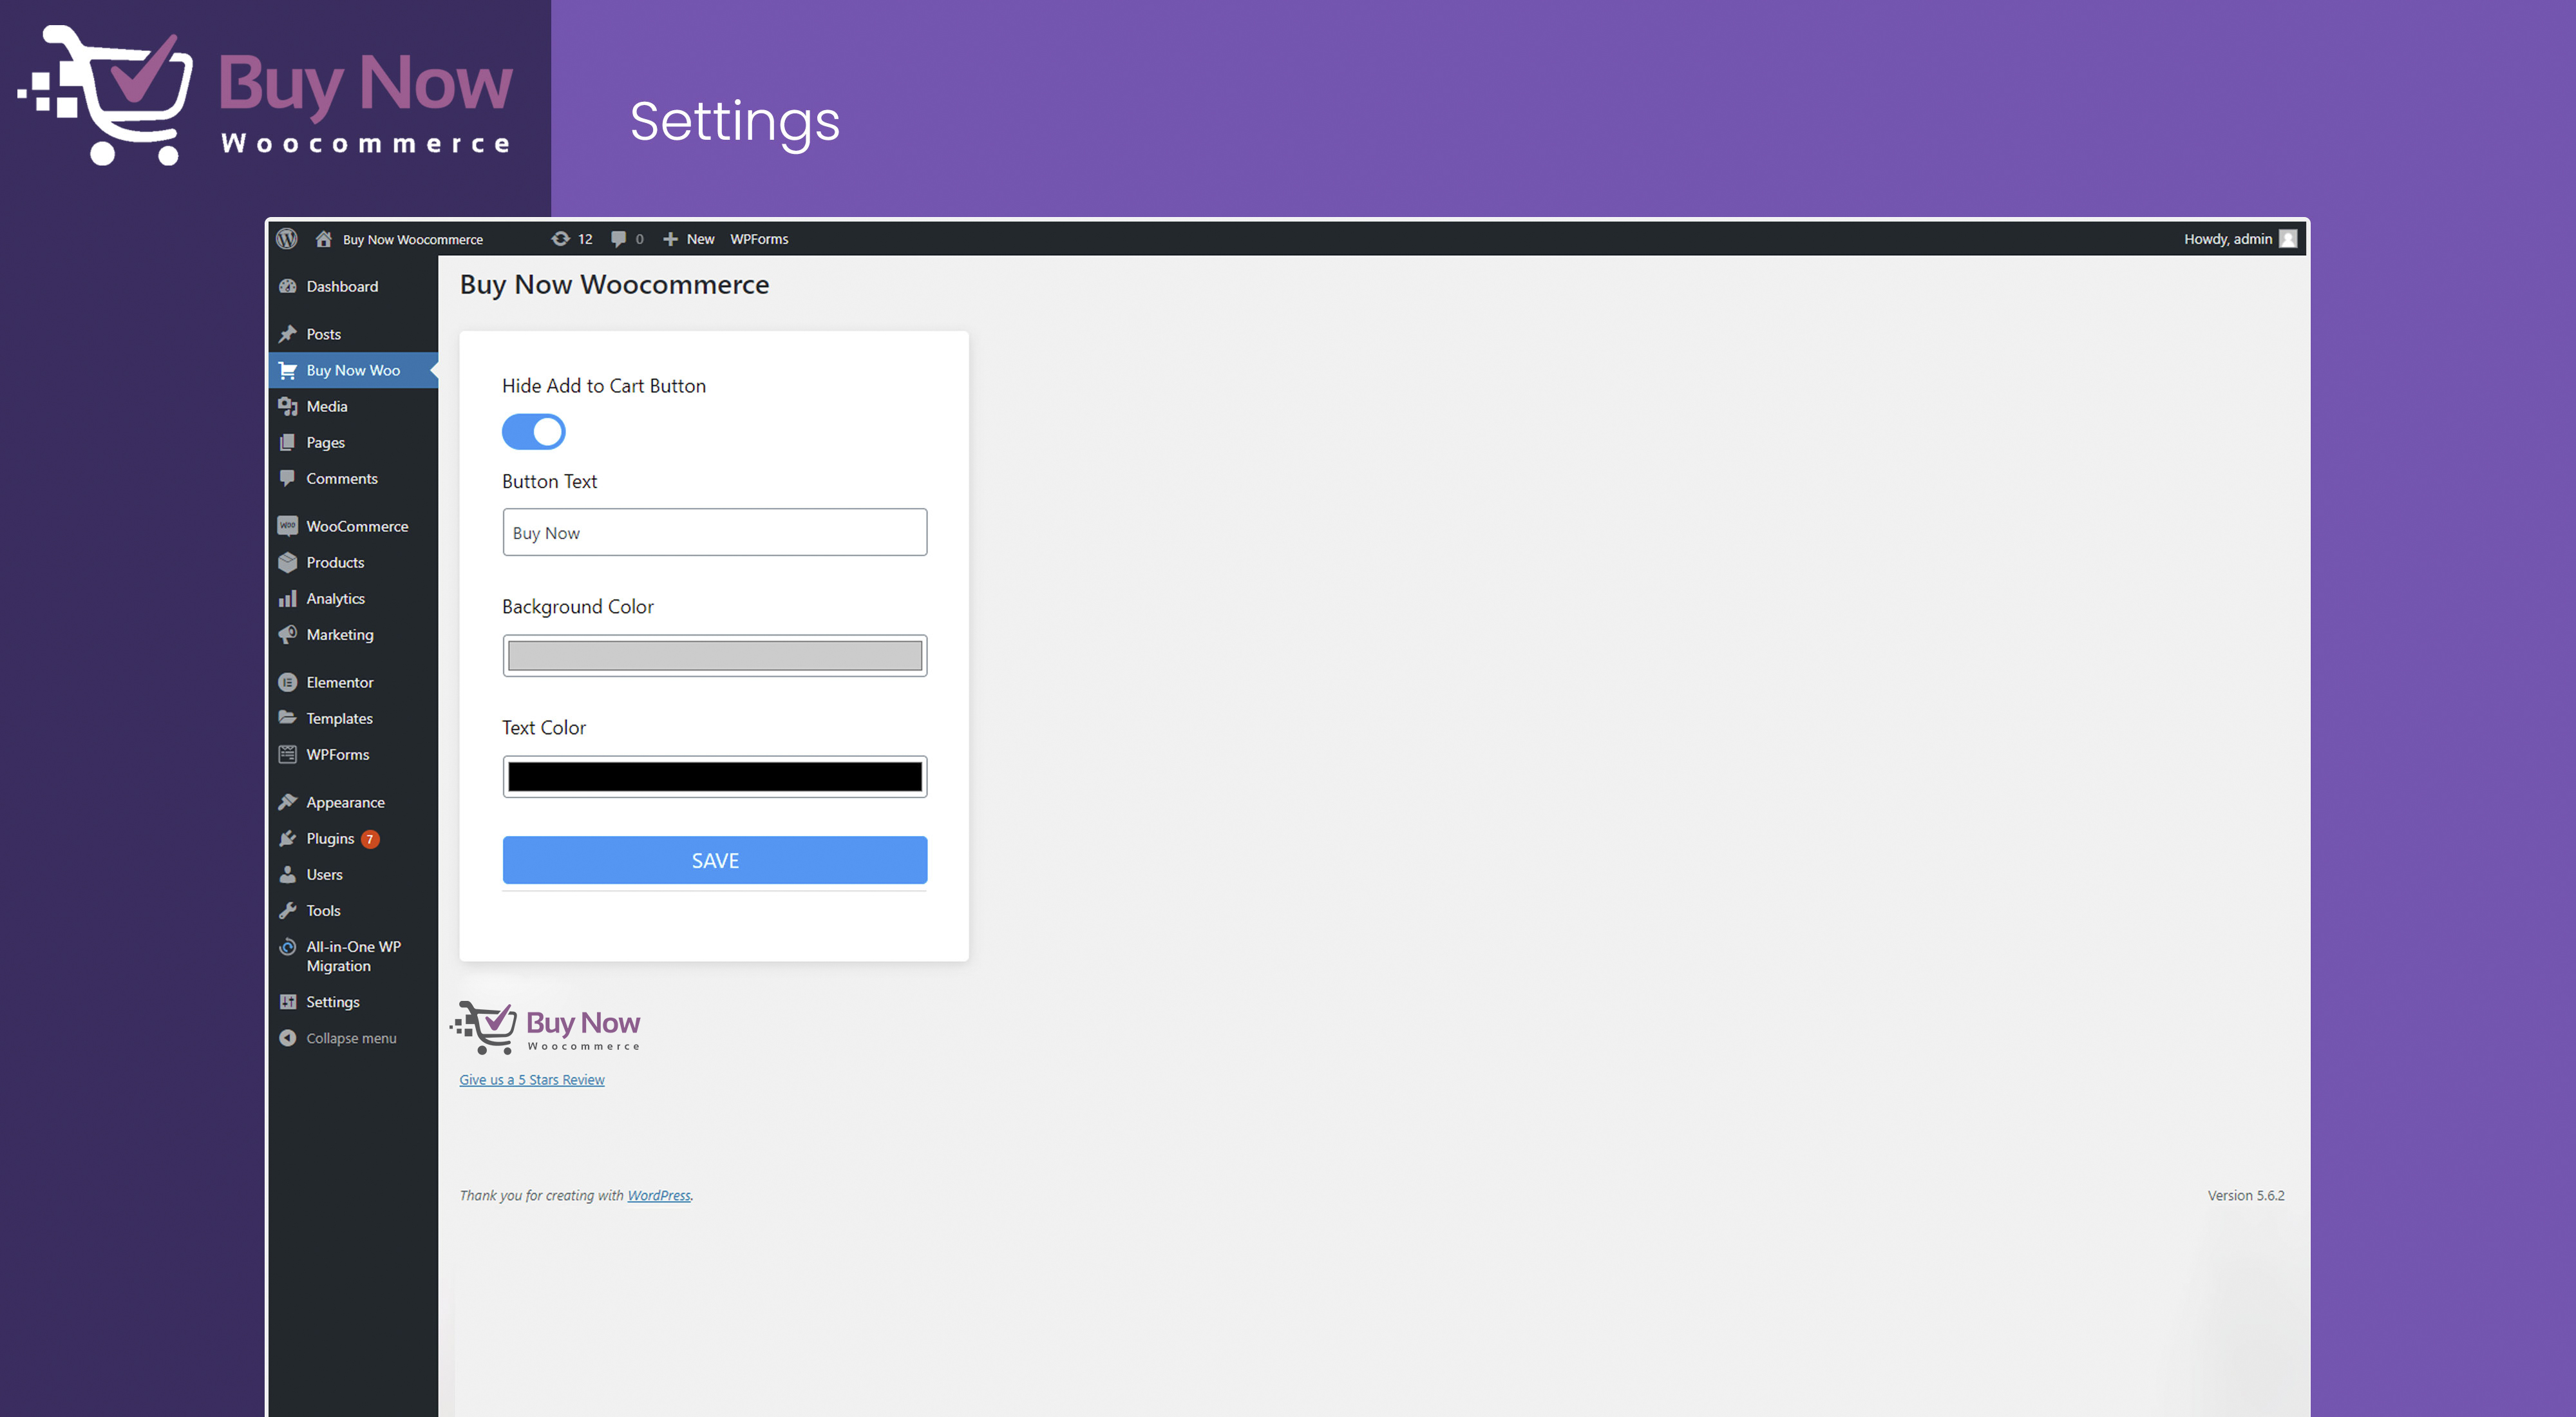 Buy Now
Woocommerce
Settings
Buy Now Woocommerce
12
0
New
WPForms
Howdy, admin
Dashboard
Posts
Buy Now Woo
Media
Pages
Comments
WOO
WooCommerce
Products
Analytics
Marketing
Elementor
Templates
WPForms
Appearance
Plugins 7
Users
Tools
All-in-One WP
Migration
Settings
Collapse menu
Buy Now Woocommerce
Hide Add to Cart Button
Button Text
Buy Now
Background Color
Text Color
SAVE
Buy Now
Woocommerce
Give us a 5 Stars Review
Thank you for creating with WordPress.
Version 5.6.2